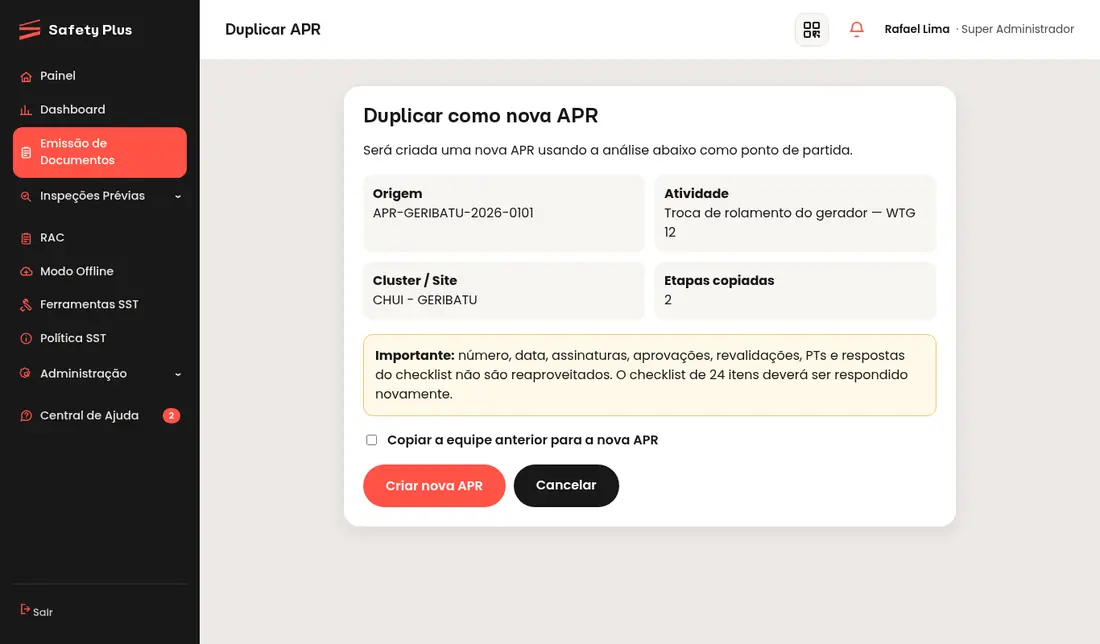 Safety Plus
Painel
Dashboard
Emissão de
Documentos
Inspeções Prévias
RAC
Modo Offline
Ferramentas SST
Política SST
Administração
Central de Ajuda 2
Sair
Duplicar APR
Rafael Lima · Super Administrador
Duplicar como nova APR
Será criada uma nova APR usando a análise abaixo como ponto de partida.
Origem
APR-GERIBATU-2026-0101
Atividade
Troca de rolamento do gerador — WTG
12
Cluster / Site
CHUI - GERIBATU
Etapas copiadas
2
Importante: número, data, assinaturas, aprovações, revalidações, PTs e respostas
do checklist não são reaproveitados. O checklist de 24 itens deverá ser respondido
novamente.
Copiar a equipe anterior para a nova APR
Criar nova APR
Cancelar